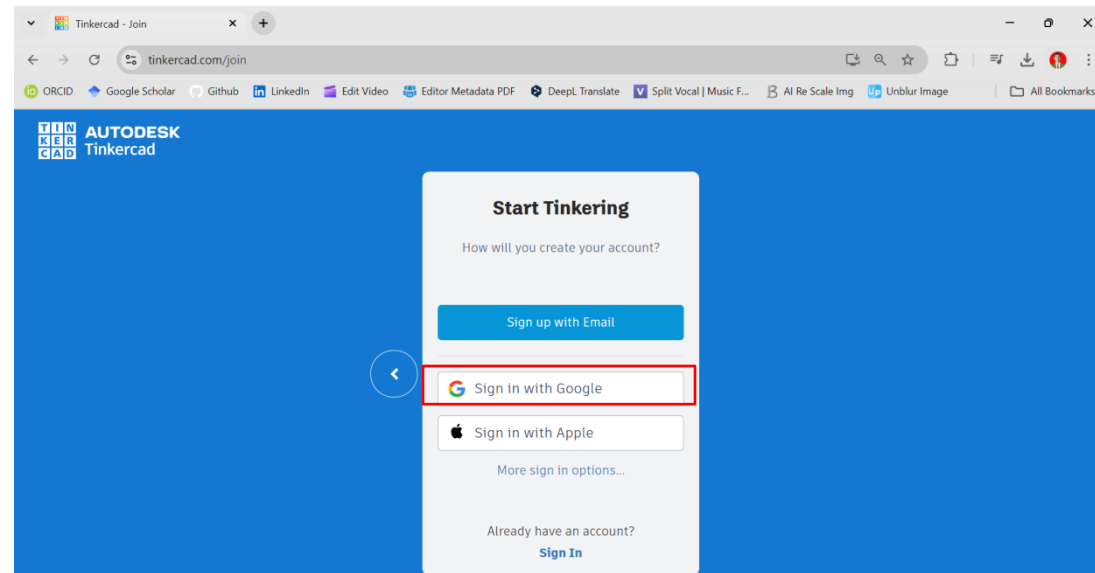 Tinkercad - Join
tinkercad.com/join
ORCID Google Scholar Github LinkedIn Edit Video Editor Metadata PDF DeepL Translate Split Vocal | Music F... AI Re Scale Img Unblur Image All Bookmarks
TIN
KER
CAD
AUTODESK
Tinkercad
Start Tinkering
How will you create your account?
Sign up with Email
Sign in with Google
Sign in with Apple
More sign in options...
Already have an account?
Sign In